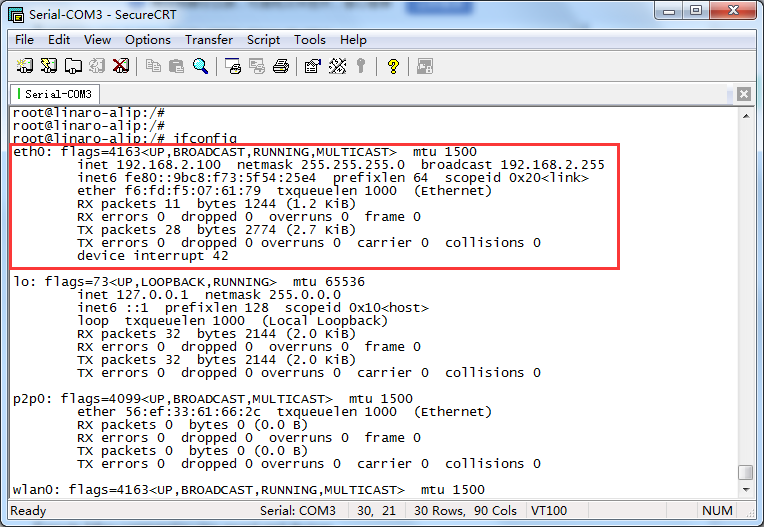 Serial-COM3 - SecureCRT
File Edit View Options Transfer Script Tools Help
Serial-COM3
root@linaro-alip:/#
root@linaro-alip:/#
root@linaro-alip:/# ifconfig
eth0: flags=4163<UP,BROADCAST,RUNNING,MULTICAST>  mtu 1500
        inet 192.168.2.100  netmask 255.255.255.0  broadcast 192.168.2.255
        inet6 fe80::9bc8:f73:5f54:25e4  prefixlen 64  scopeid 0x20<link>
        ether f6:fd:f5:07:61:79  txqueuelen 1000  (Ethernet)
        RX packets 11  bytes 1244 (1.2 KiB)
        RX errors 0  dropped 0  overruns 0  frame 0
        TX packets 28  bytes 2774 (2.7 KiB)
        TX errors 0  dropped 0 overruns 0  carrier 0  collisions 0
        device interrupt 42
lo: flags=73<UP,LOOPBACK,RUNNING>  mtu 65536
        inet 127.0.0.1  netmask 255.0.0.0
        inet6 ::1  prefixlen 128  scopeid 0x10<host>
        loop  txqueuelen 1000  (Local Loopback)
        RX packets 32  bytes 2144 (2.0 KiB)
        RX errors 0  dropped 0  overruns 0  frame 0
        TX packets 32  bytes 2144 (2.0 KiB)
        TX errors 0  dropped 0 overruns 0  carrier 0  collisions 0
p2p0: flags=4099<UP,BROADCAST,MULTICAST>  mtu 1500
        ether 56:ef:33:61:66:2c  txqueuelen 1000  (Ethernet)
        RX packets 0  bytes 0 (0.0 B)
        RX errors 0  dropped 0  overruns 0  frame 0
        TX packets 0  bytes 0 (0.0 B)
        TX errors 0  dropped 0 overruns 0  carrier 0  collisions 0
wlan0: flags=4163<UP,BROADCAST,RUNNING,MULTICAST>  mtu 1500
Ready Serial: COM3 30, 21 30 Rows, 90 Cols VT100 NUM